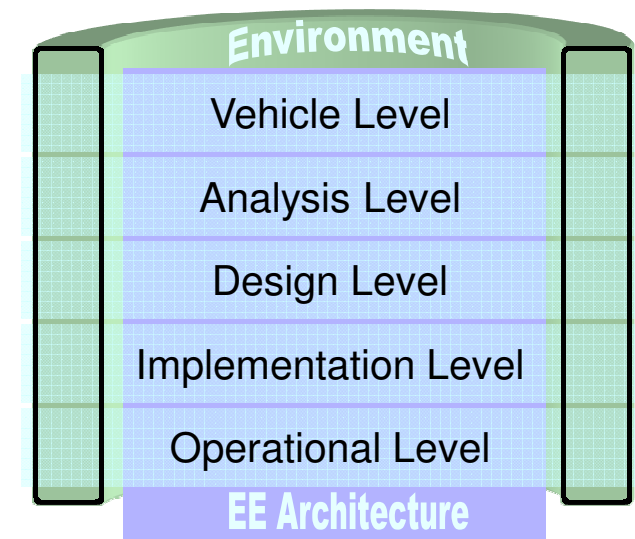 Environment
Vehicle Level
Analysis Level
Design Level
Implementation Level
Operational Level
EE Architecture